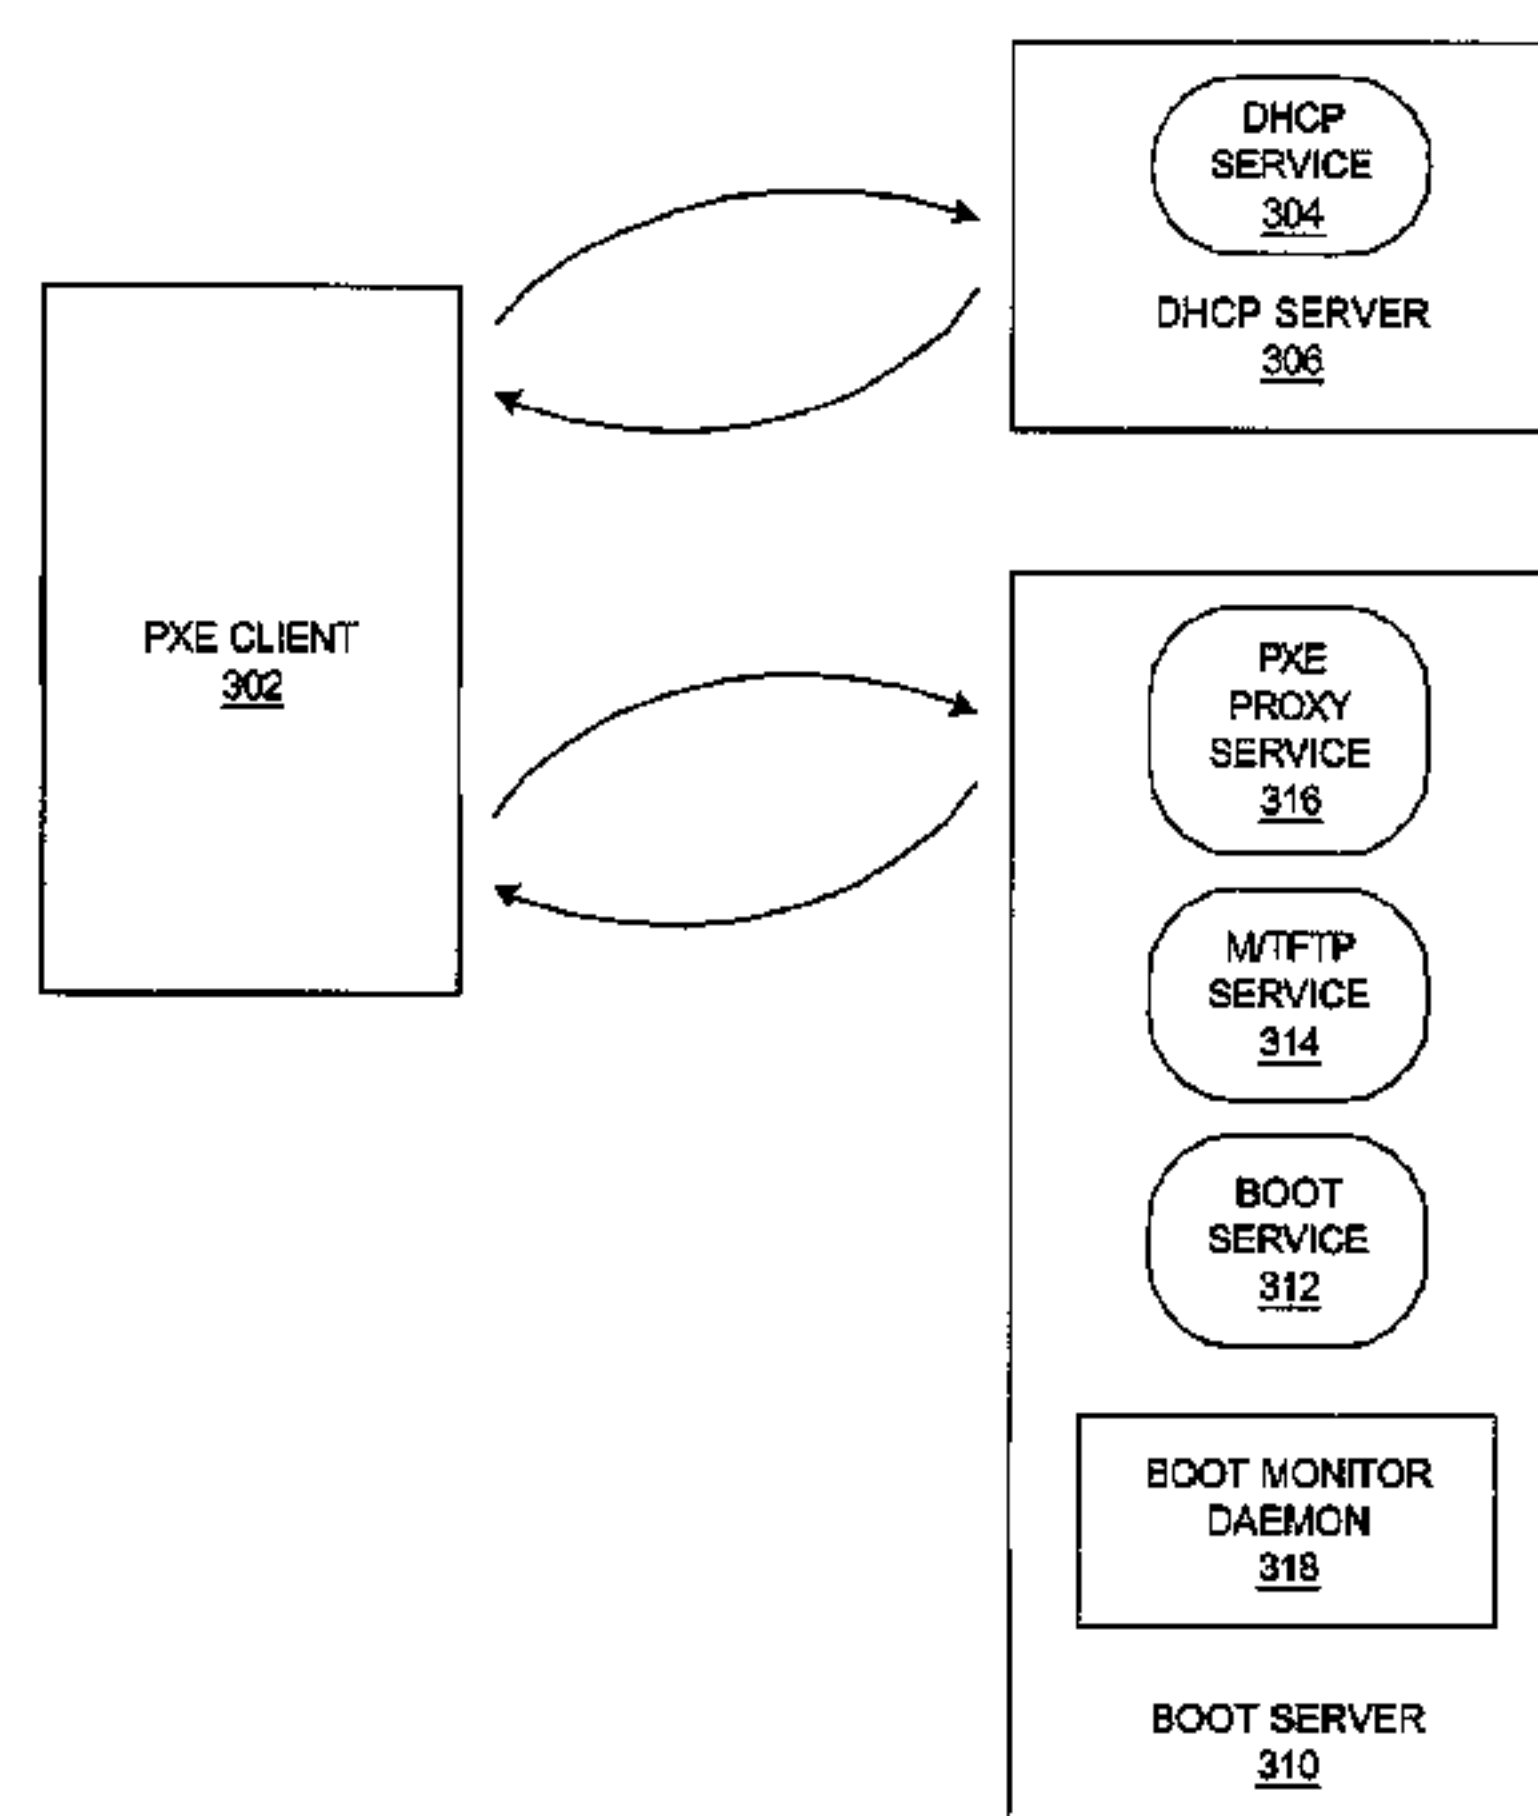 DHCP
SERVICE
304
DHCP SERVER
306
PXE CLIENT
302
PXE
PROXY
SERVICE
316
M/TFTP
SERVICE
314
BOOT
SERVICE
312
BOOT MONITOR
DAEMON
318
BOOT SERVER
310